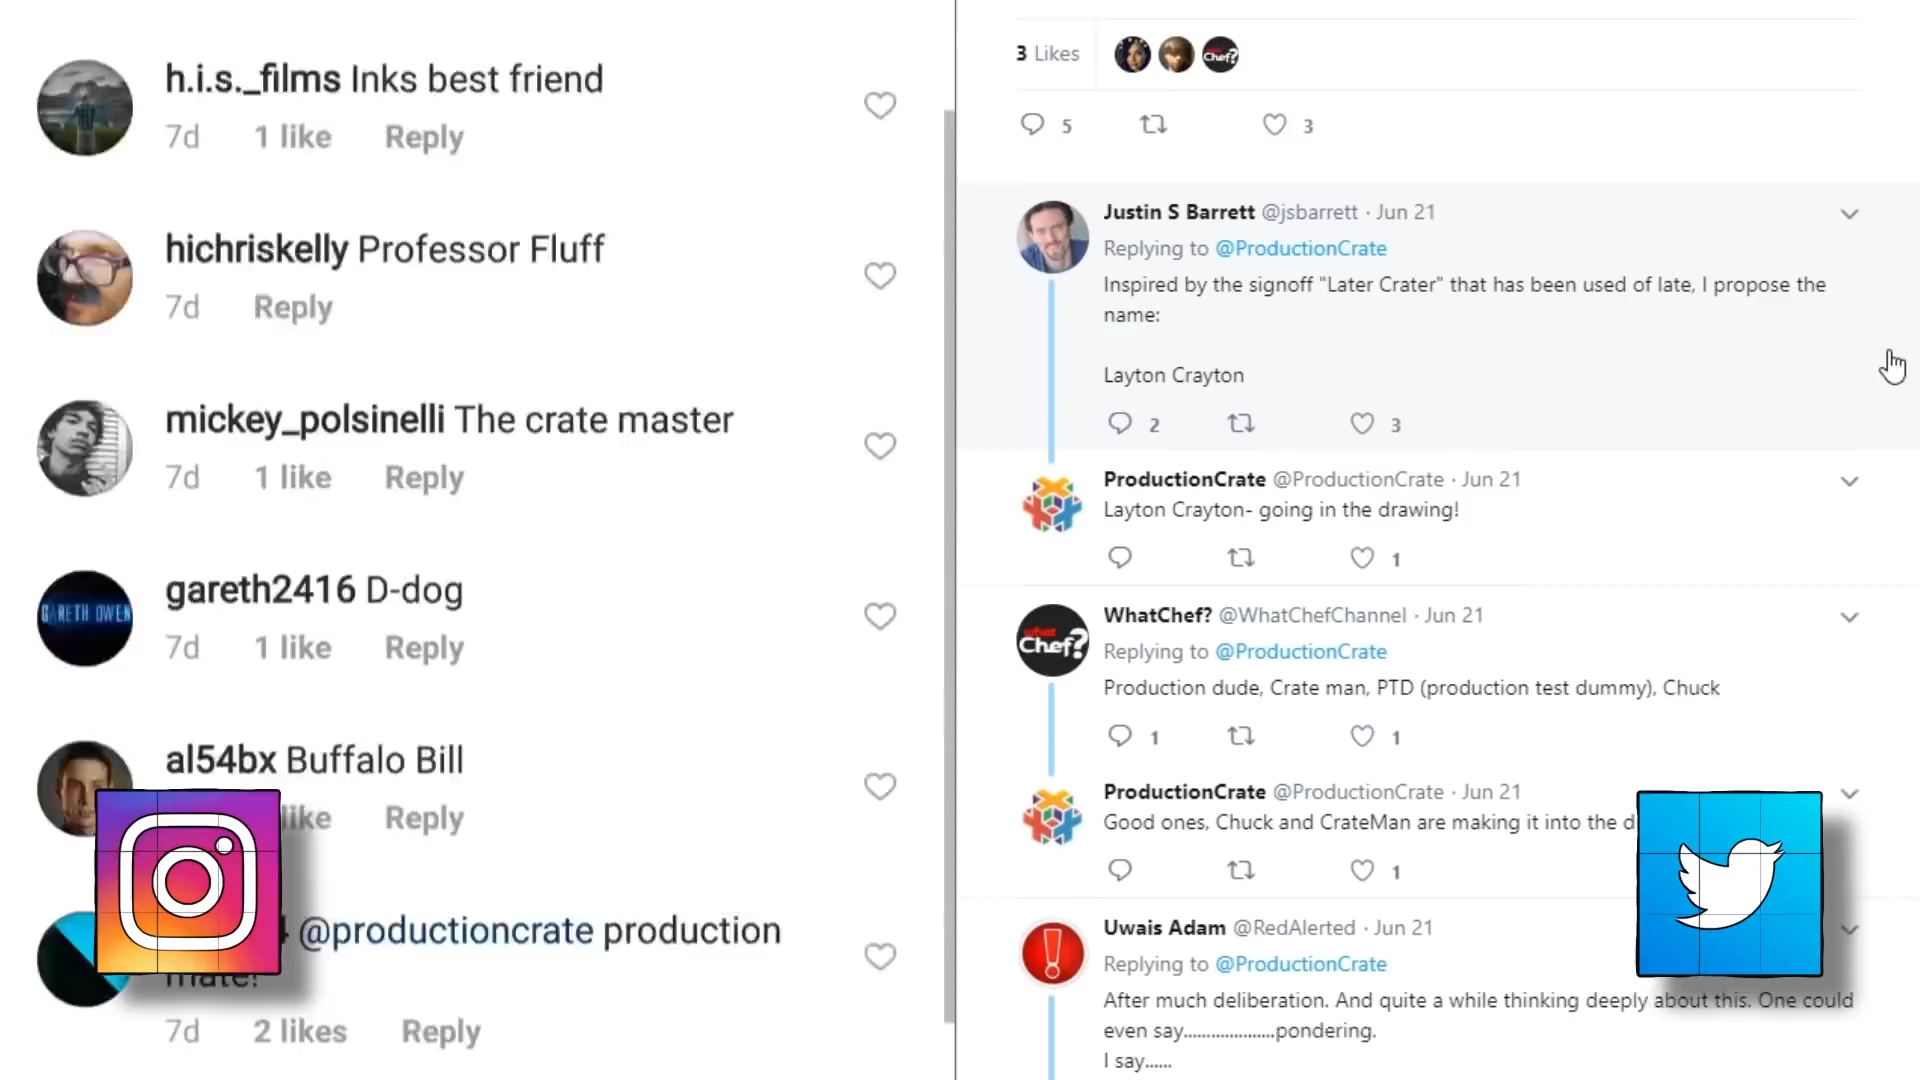 h.i.s._films Inks best friend
7d 1 like Reply
hichriskelly Professor Fluff
7d Reply
mickey_polsinelli The crate master
7d 1 like Reply
GARETH OWEN
gareth2416 D-dog
7d 1 like Reply
al54bx Buffalo Bill
like Reply
@productioncrate production
mate!
7d 2 likes Reply
3 Likes
Chef?
5 3
Justin S Barrett @jsbarrett · Jun 21
Replying to @ProductionCrate
Inspired by the signoff "Later Crater" that has been used of late, I propose the
name:
Layton Crayton
2 3
ProductionCrate @ProductionCrate · Jun 21
Layton Crayton- going in the drawing!
1
what
Chef?
WhatChef? @WhatChefChannel · Jun 21
Replying to @ProductionCrate
Production dude, Crate man, PTD (production test dummy), Chuck
1 1
ProductionCrate @ProductionCrate · Jun 21
Good ones, Chuck and CrateMan are making it into the d
1
Uwais Adam @RedAlerted · Jun 21
Replying to @ProductionCrate
After much deliberation. And quite a while thinking deeply about this. One could
even say.....................pondering.
I say......